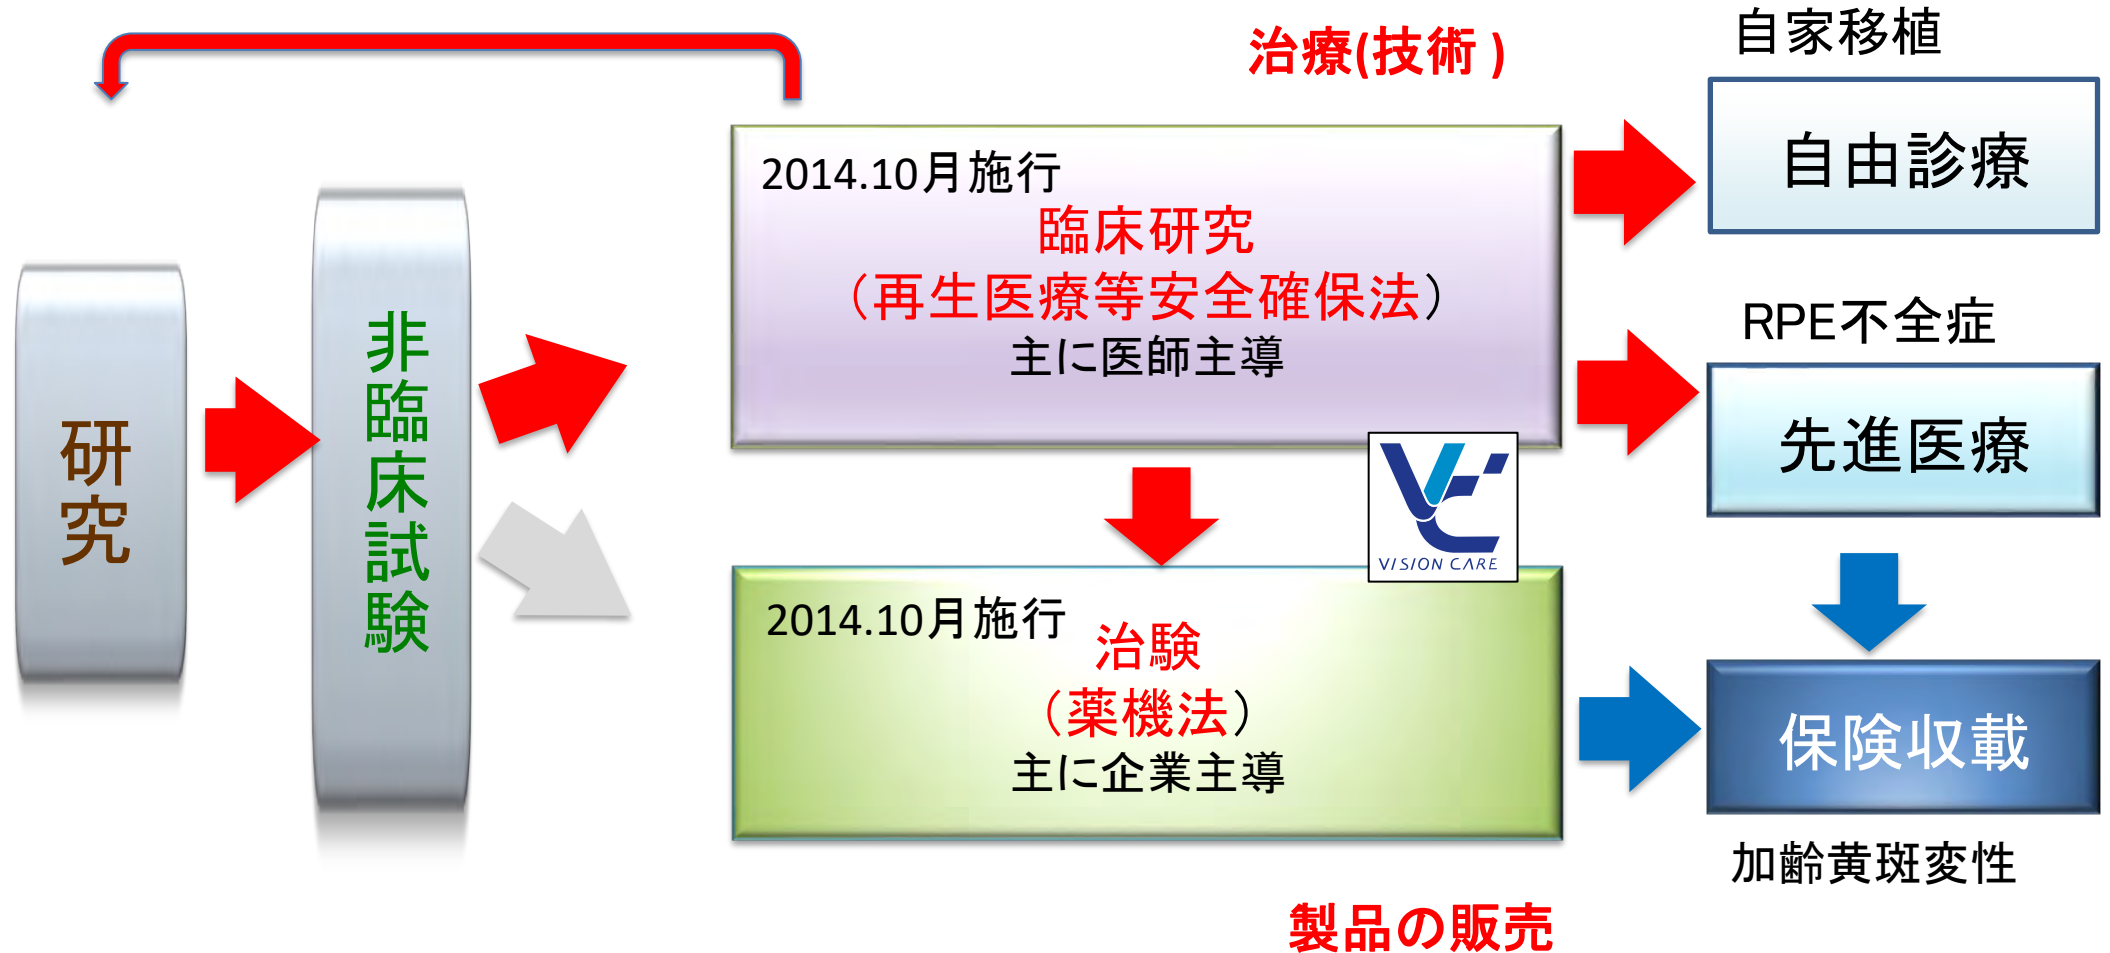 研究
非臨床試験
治療(技術 )
2014.10月施行
臨床研究
（再生医療等安全確保法）
主に医師主導
VISION CARE
2014.10月施行
治験
（薬機法）
主に企業主導
製品の販売
自家移植
自由診療
RPE不全症
先進医療
保険収載
加齢黄斑変性